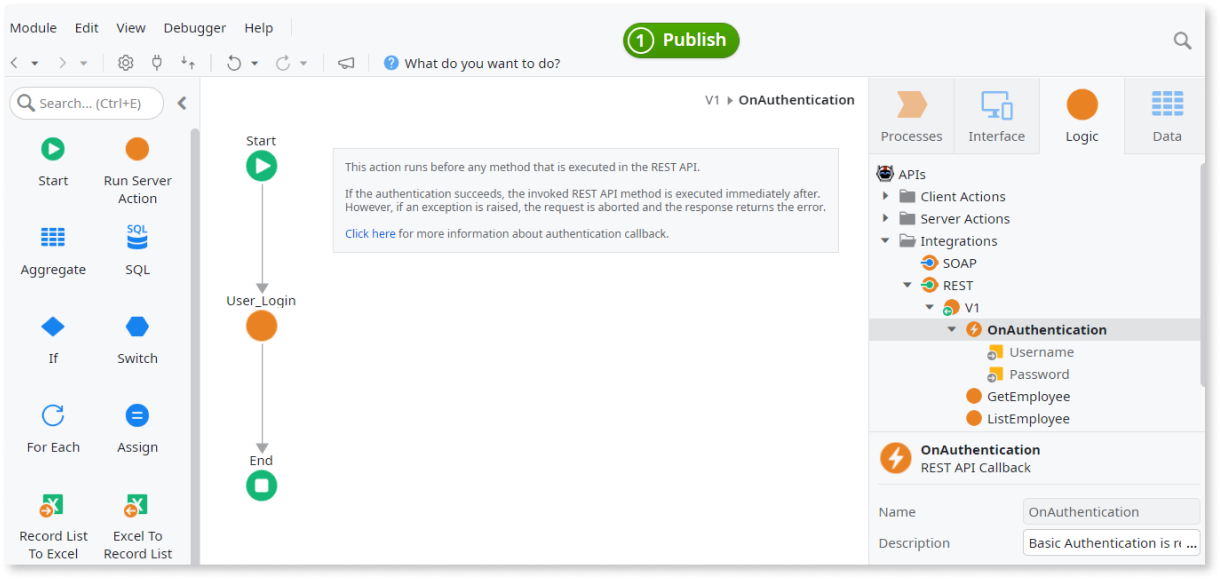 Module Edit View Debugger Help
1 Publish
What do you want to do?
Search... (Ctrl+E)
Start
Run Server
Action
Aggregate
SQL
SQL
If
Switch
For Each
Assign
Record List
To Excel
Excel To
Record List
V1 OnAuthentication
Start
This action runs before any method that is executed in the REST API.
If the authentication succeeds, the invoked REST API method is executed immediately after.
However, if an exception is raised, the request is aborted and the response returns the error.
Click here for more information about authentication callback.
User_Login
End
Processes
Interface
Logic
Data
APIs
Client Actions
Server Actions
Integrations
SOAP
REST
V1
OnAuthentication
Username
Password
GetEmployee
ListEmployee
OnAuthentication
REST API Callback
Name OnAuthentication
Description Basic Authentication is ...